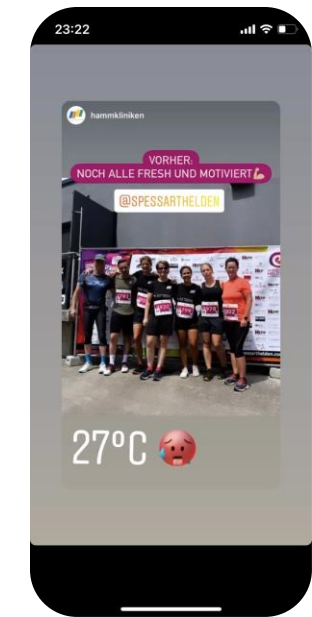 23:22
hammkliniken
VORHER:
NOCH ALLE FRESH UND MOTIVIERT
@SPESSARTHELDEN
27°C